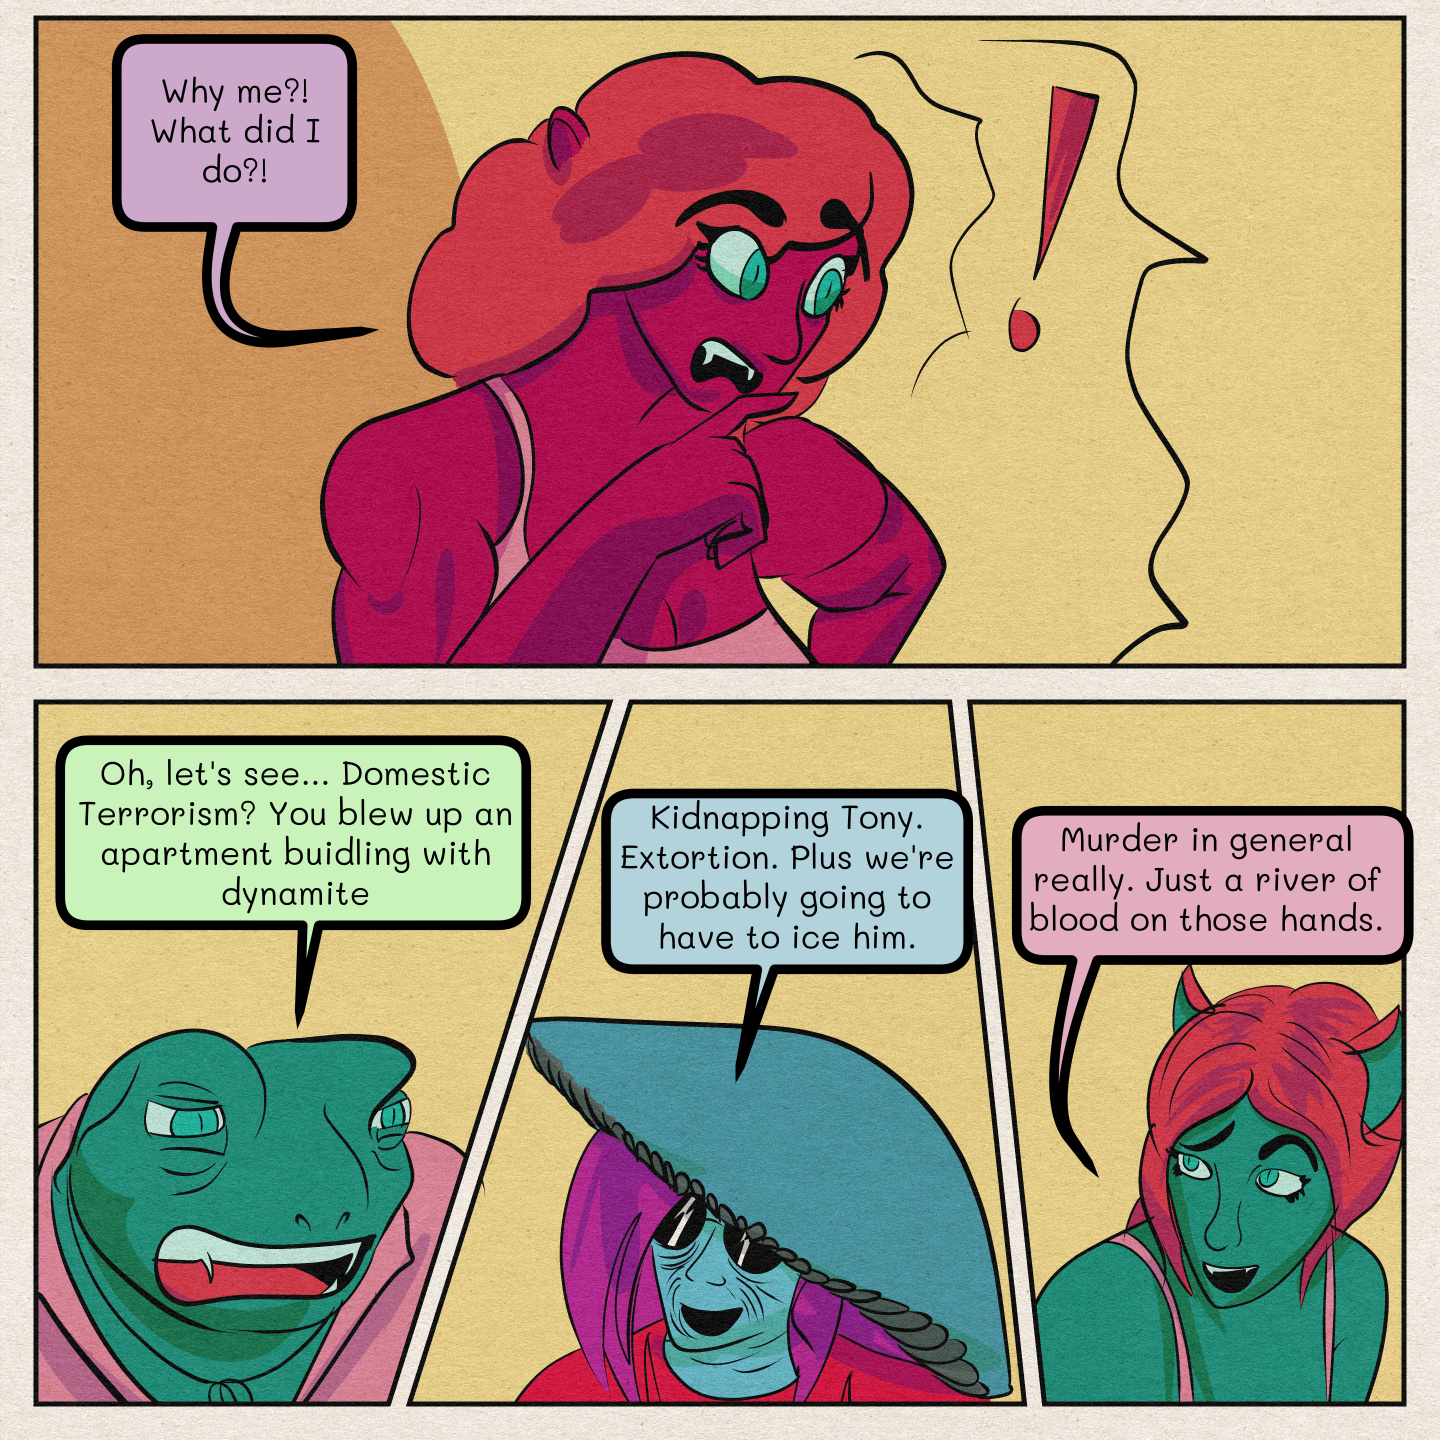 Why me?!
What did I
do?!
!
Oh, let's see... Domestic
Terrorism? You blew up an
apartment buidling with
dynamite
Kidnapping Tony.
Extortion. Plus we're
probably going to
have to ice him.
Murder in general
really. Just a river of
blood on those hands.